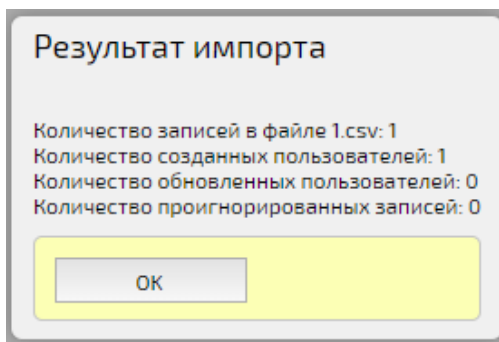 Результат импорта
Количество записей в файле 1.csv: 1
Количество созданных пользователей: 1
Количество обновленных пользователей: 0
Количество проигнорированных записей: 0
ОК